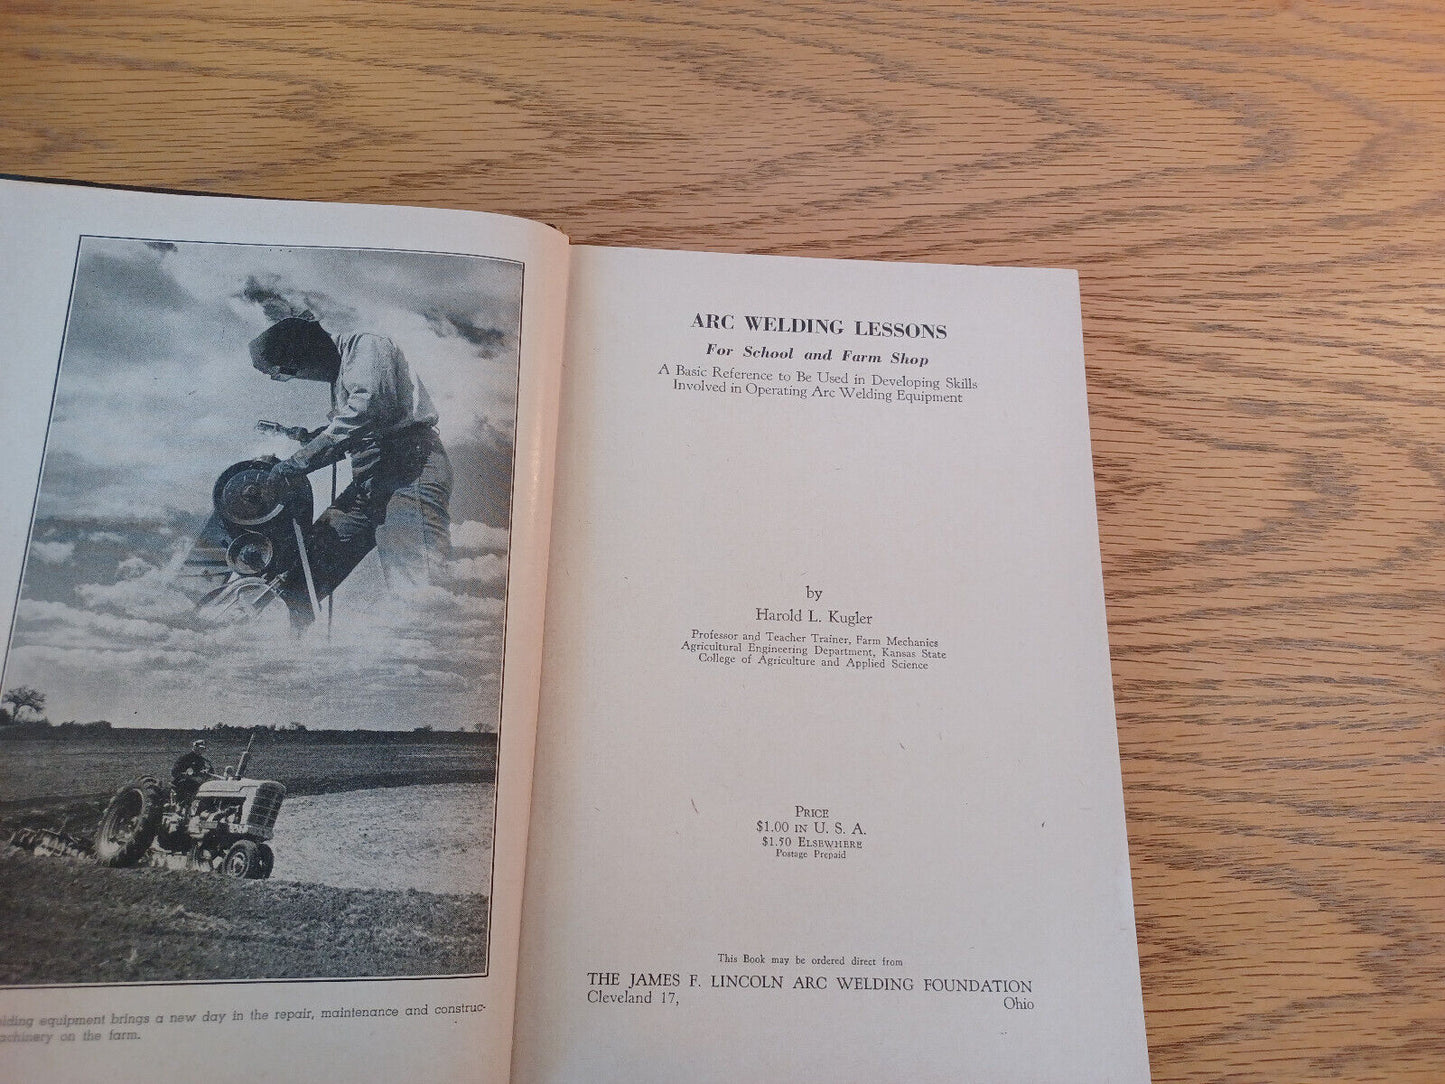 ARC WELDING LESSONS
For School and Farm Shop
A Basic Reference to Be Used in Developing Skills
Involved in Operating Arc Welding Equipment
by
Harold L. Kugler
Professor and Teacher Trainer, Farm Mechanics
Agricultural Engineering Department, Kansas State
College of Agriculture and Applied Science
PRICE
$1.00 IN U. S. A.
$1.50 ELSEWHERE
Postage Prepaid
This Book may be ordered direct from
THE JAMES F. LINCOLN ARC WELDING FOUNDATION
Cleveland 17, Ohio
equipment brings a new day in the repair, maintenance and construc-
on the farm.